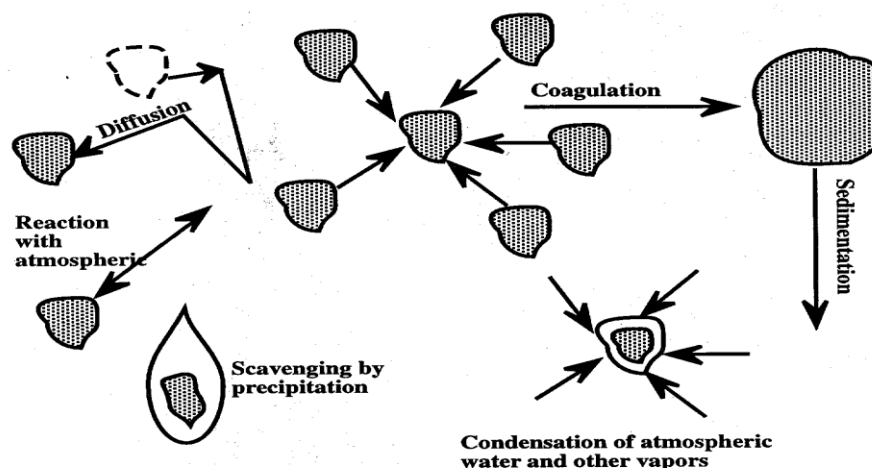 Diffusion
Coagulation
Reaction
with
atmospheric
Sedimentation
Scavenging by
precipitation
Condensation of atmospheric
water and other vapors